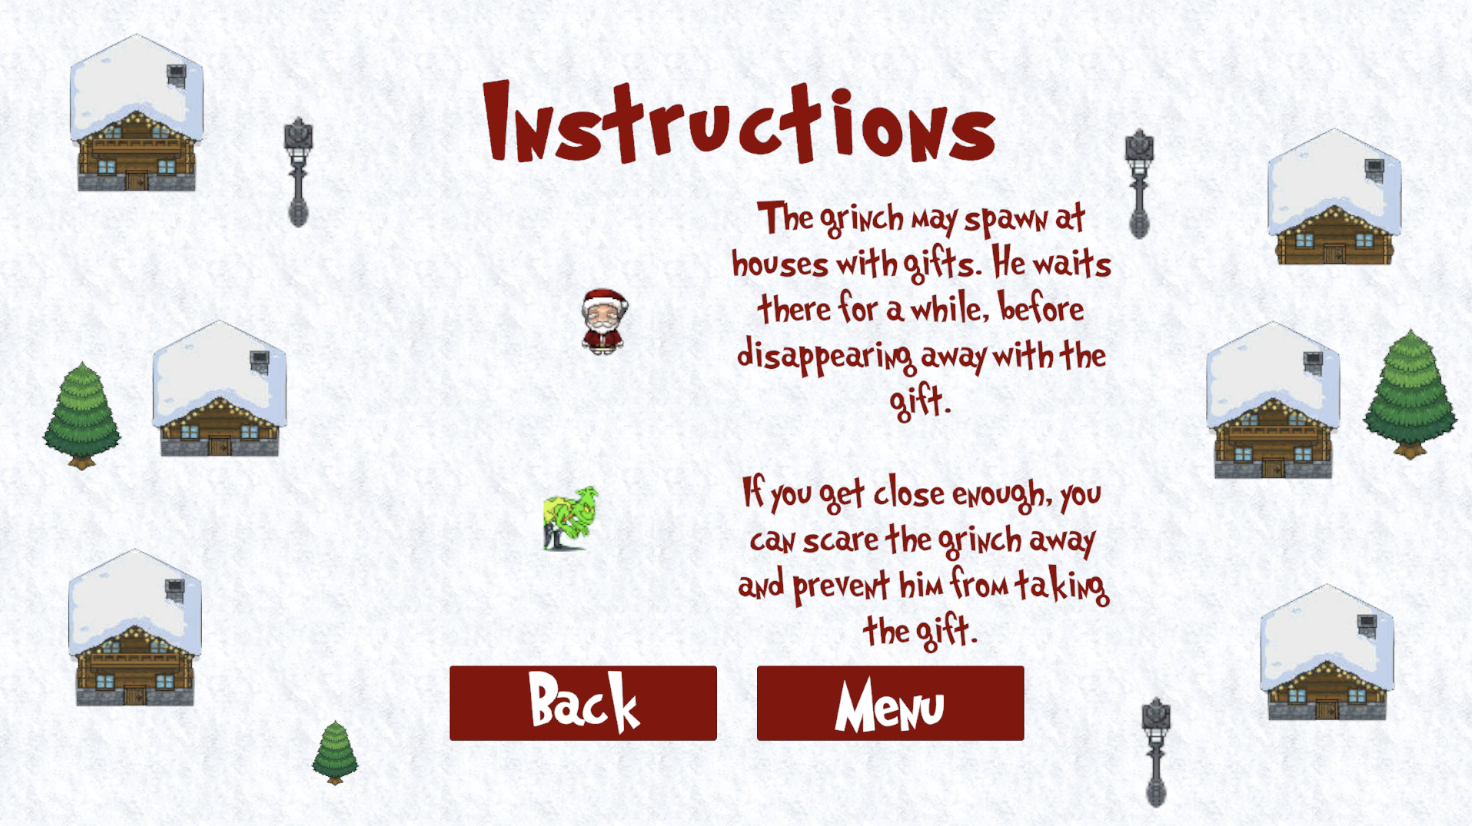 Instructions
The grinch may spawn at
houses with gifts. He waits
there for a while, before
disappearing away with the
gift.
If you get close enough, you
can scare the grinch away
and prevent him from taking
the gift.
Back
Menu